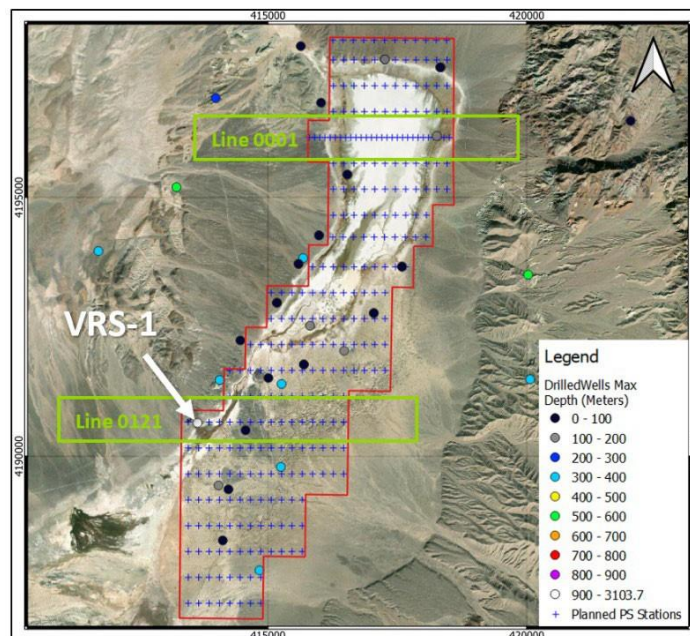 415000
420000
4195000
4195000
Line 0001
VRS-1
Line 0121
4190000
4190000
Legend
DrilledWells Max
Depth (Meters)
0 - 100
100 - 200
200 - 300
300 - 400
400 - 500
500 - 600
600 - 700
700 - 800
800 - 900
900 - 3103.7
Planned PS Stations
415000
420000